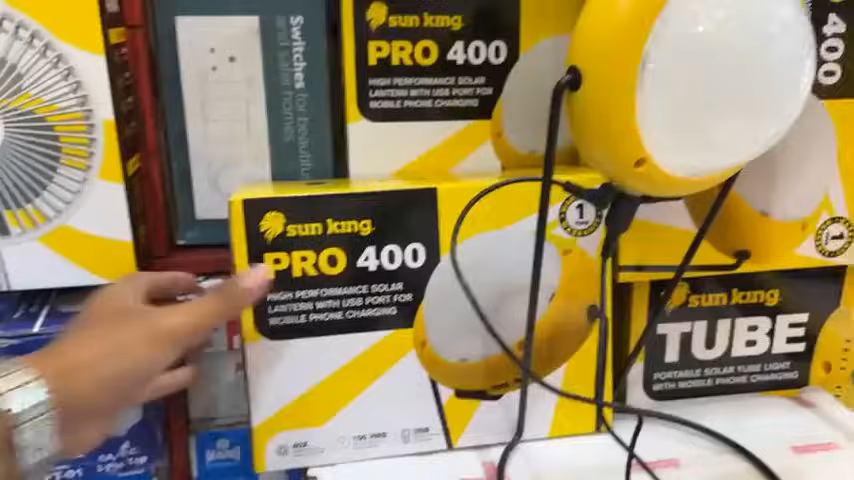 Switches for beautiful
and safer homes
sun king.
PRO 400
HIGH PERFORMANCE SOLAR
LANTERN WITH USB PORT FOR
MOBILE PHONE CHARGING
400
sun king.
PRO 400
HIGH PERFORMANCE SOLAR
LANTERN WITH USB PORT FOR
MOBILE PHONE CHARGING
1
sun king.
TUBE
PORTABLE SOLAR TUBE LIGHT
WITH MOBILE PHONE CHARGING